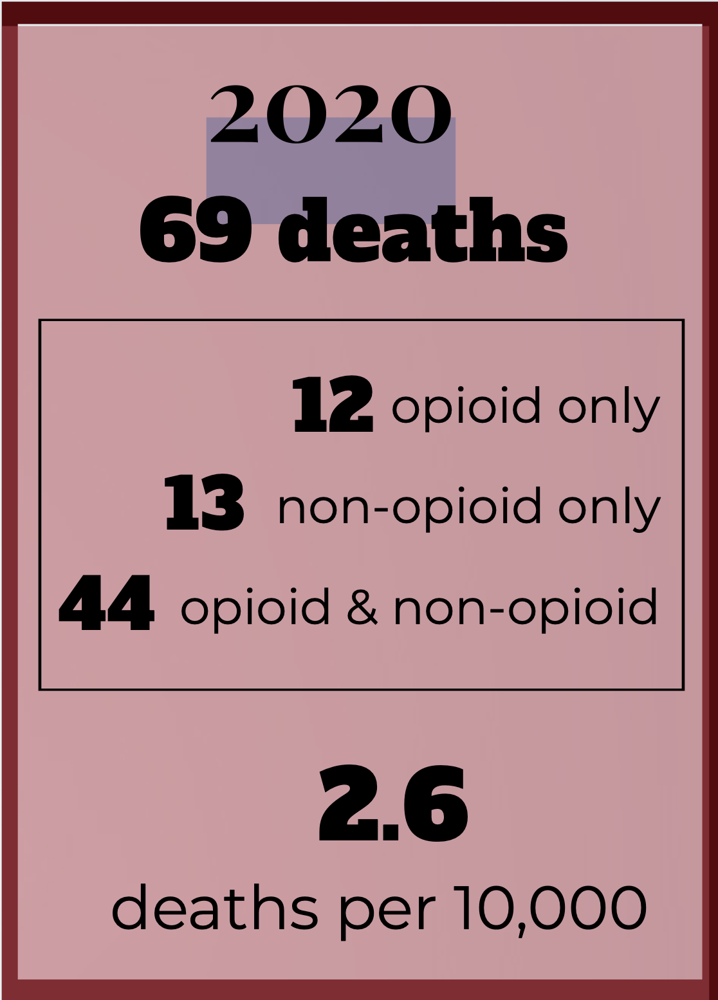 2020
69 deaths
12 opioid only
13 non-opioid only
44 opioid & non-opioid
2.6
deaths per 10,000